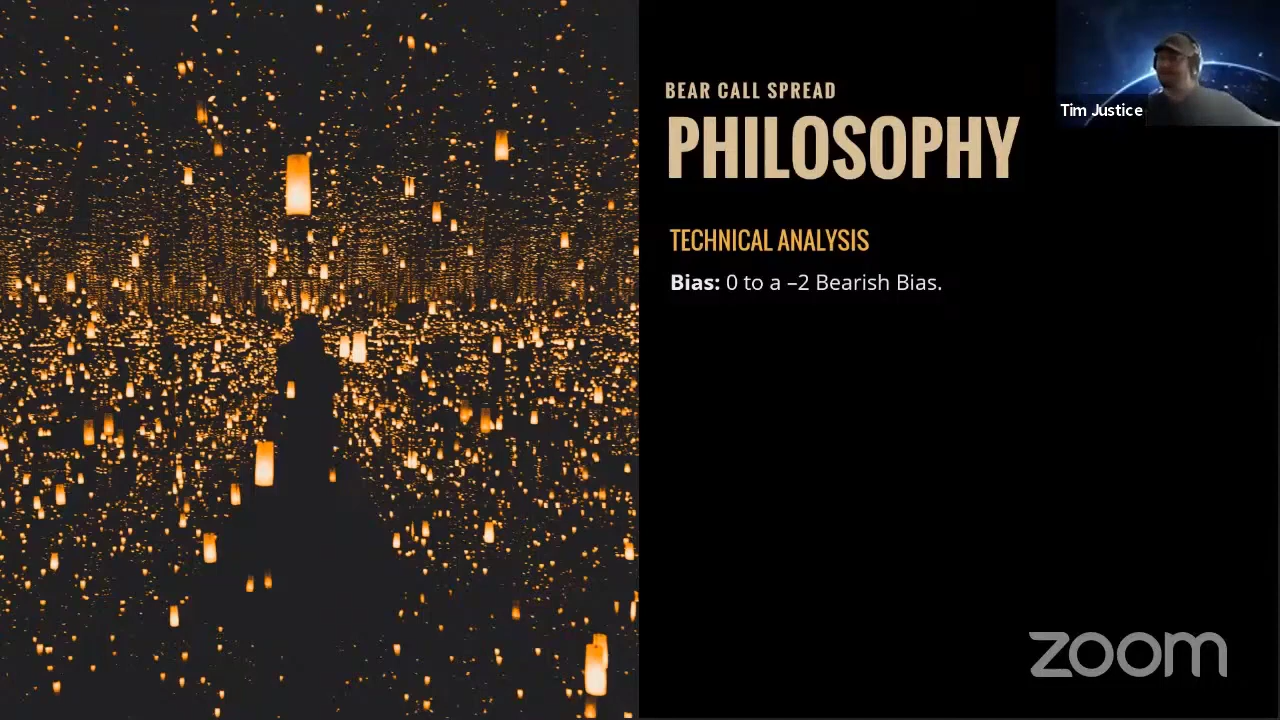 BEAR CALL SPREAD
PHILOSOPHY
Tim Justice
TECHNICAL ANALYSIS
Bias: 0 to a –2 Bearish Bias.
zoom